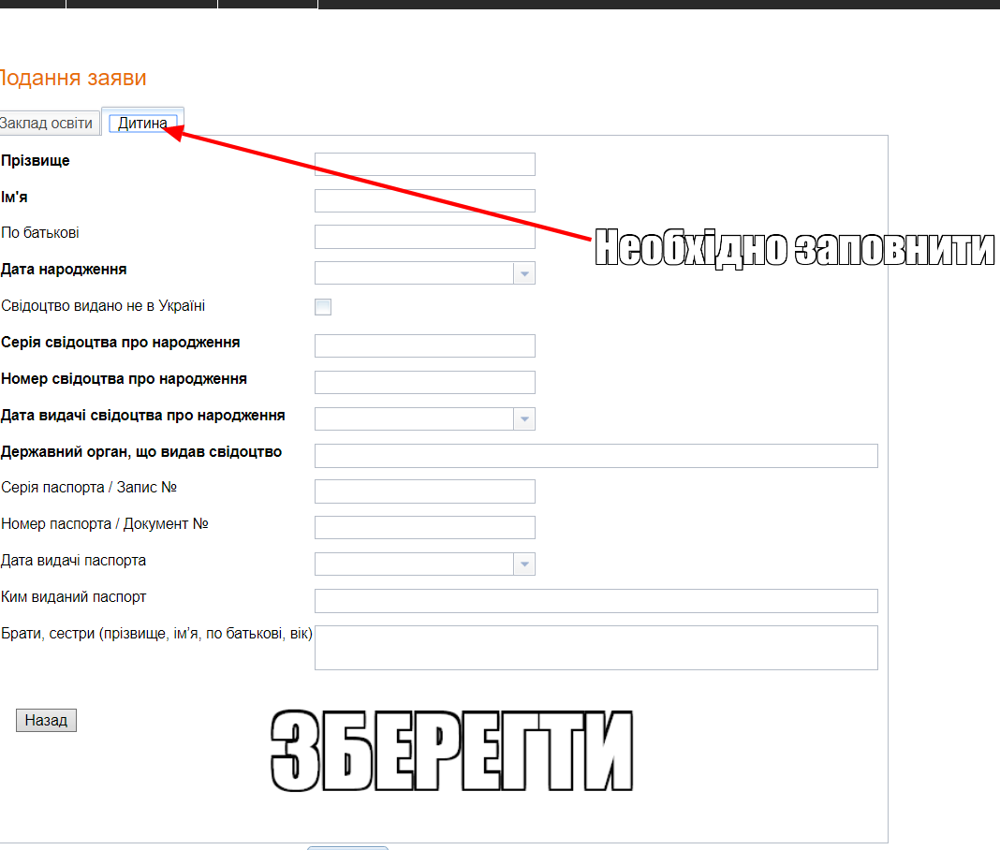 Подання заяви
Заклад освіти Дитина
Прізвище
Ім'я
По батькові
Необхідно заповнити
Дата народження
Свідоцтво видано не в Україні
Серія свідоцтва про народження
Номер свідоцтва про народження
Дата видачі свідоцтва про народження
Державний орган, що видав свідоцтво
Серія паспорта / Запис №
Номер паспорта / Документ №
Дата видачі паспорта
Ким виданий паспорт
Брати, сестри (прізвище, ім’я, по батькові, вік)
Назад
ЗБЕРЕГТИ